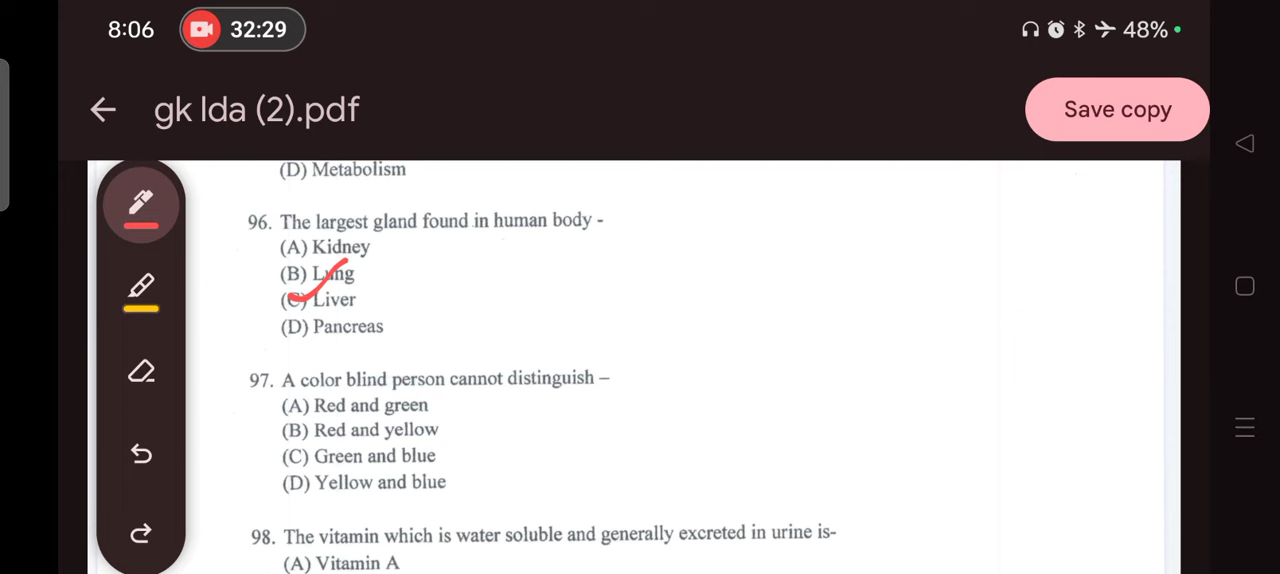 8:06
32:29
48%
gk lda (2).pdf
Save copy
(D) Metabolism
96. The largest gland found in human body -
(A) Kidney
(B) Lung
(C) Liver
(D) Pancreas
97. A color blind person cannot distinguish –
(A) Red and green
(B) Red and yellow
(C) Green and blue
(D) Yellow and blue
98. The vitamin which is water soluble and generally excreted in urine is-
(A) Vitamin A